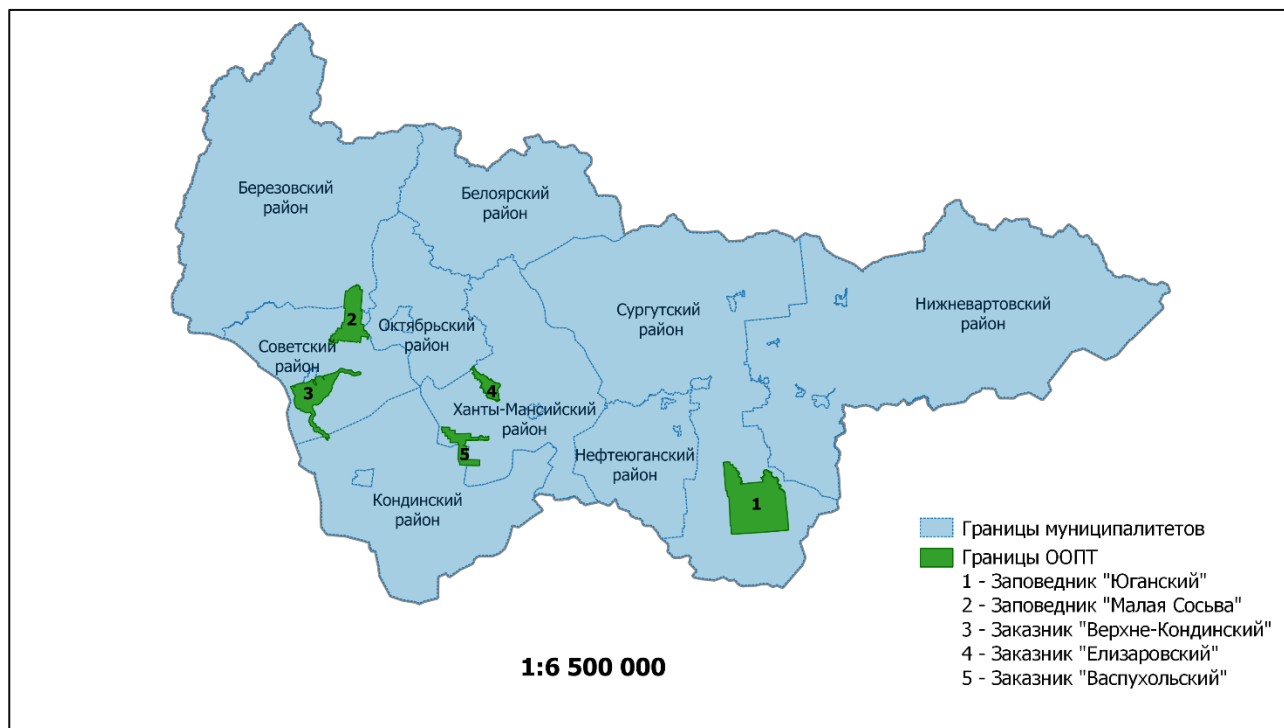 Березовский
район
Белоярский
район
Сургутский
район
Нижневартовский
район
Октябрьский
район
Советский
район
2
3
4
Ханты-Мансийский
район
5
Нефтеюганский
район
Кондинский
район
1
Границы муниципалитетов
Границы ООПТ
1 - Заповедник "Юганский"
2 - Заповедник "Малая Сосьва"
3 - Заказник "Верхне-Кондинский"
4 - Заказник "Елизаровский"
5 - Заказник "Васпухольский"
1:6 500 000